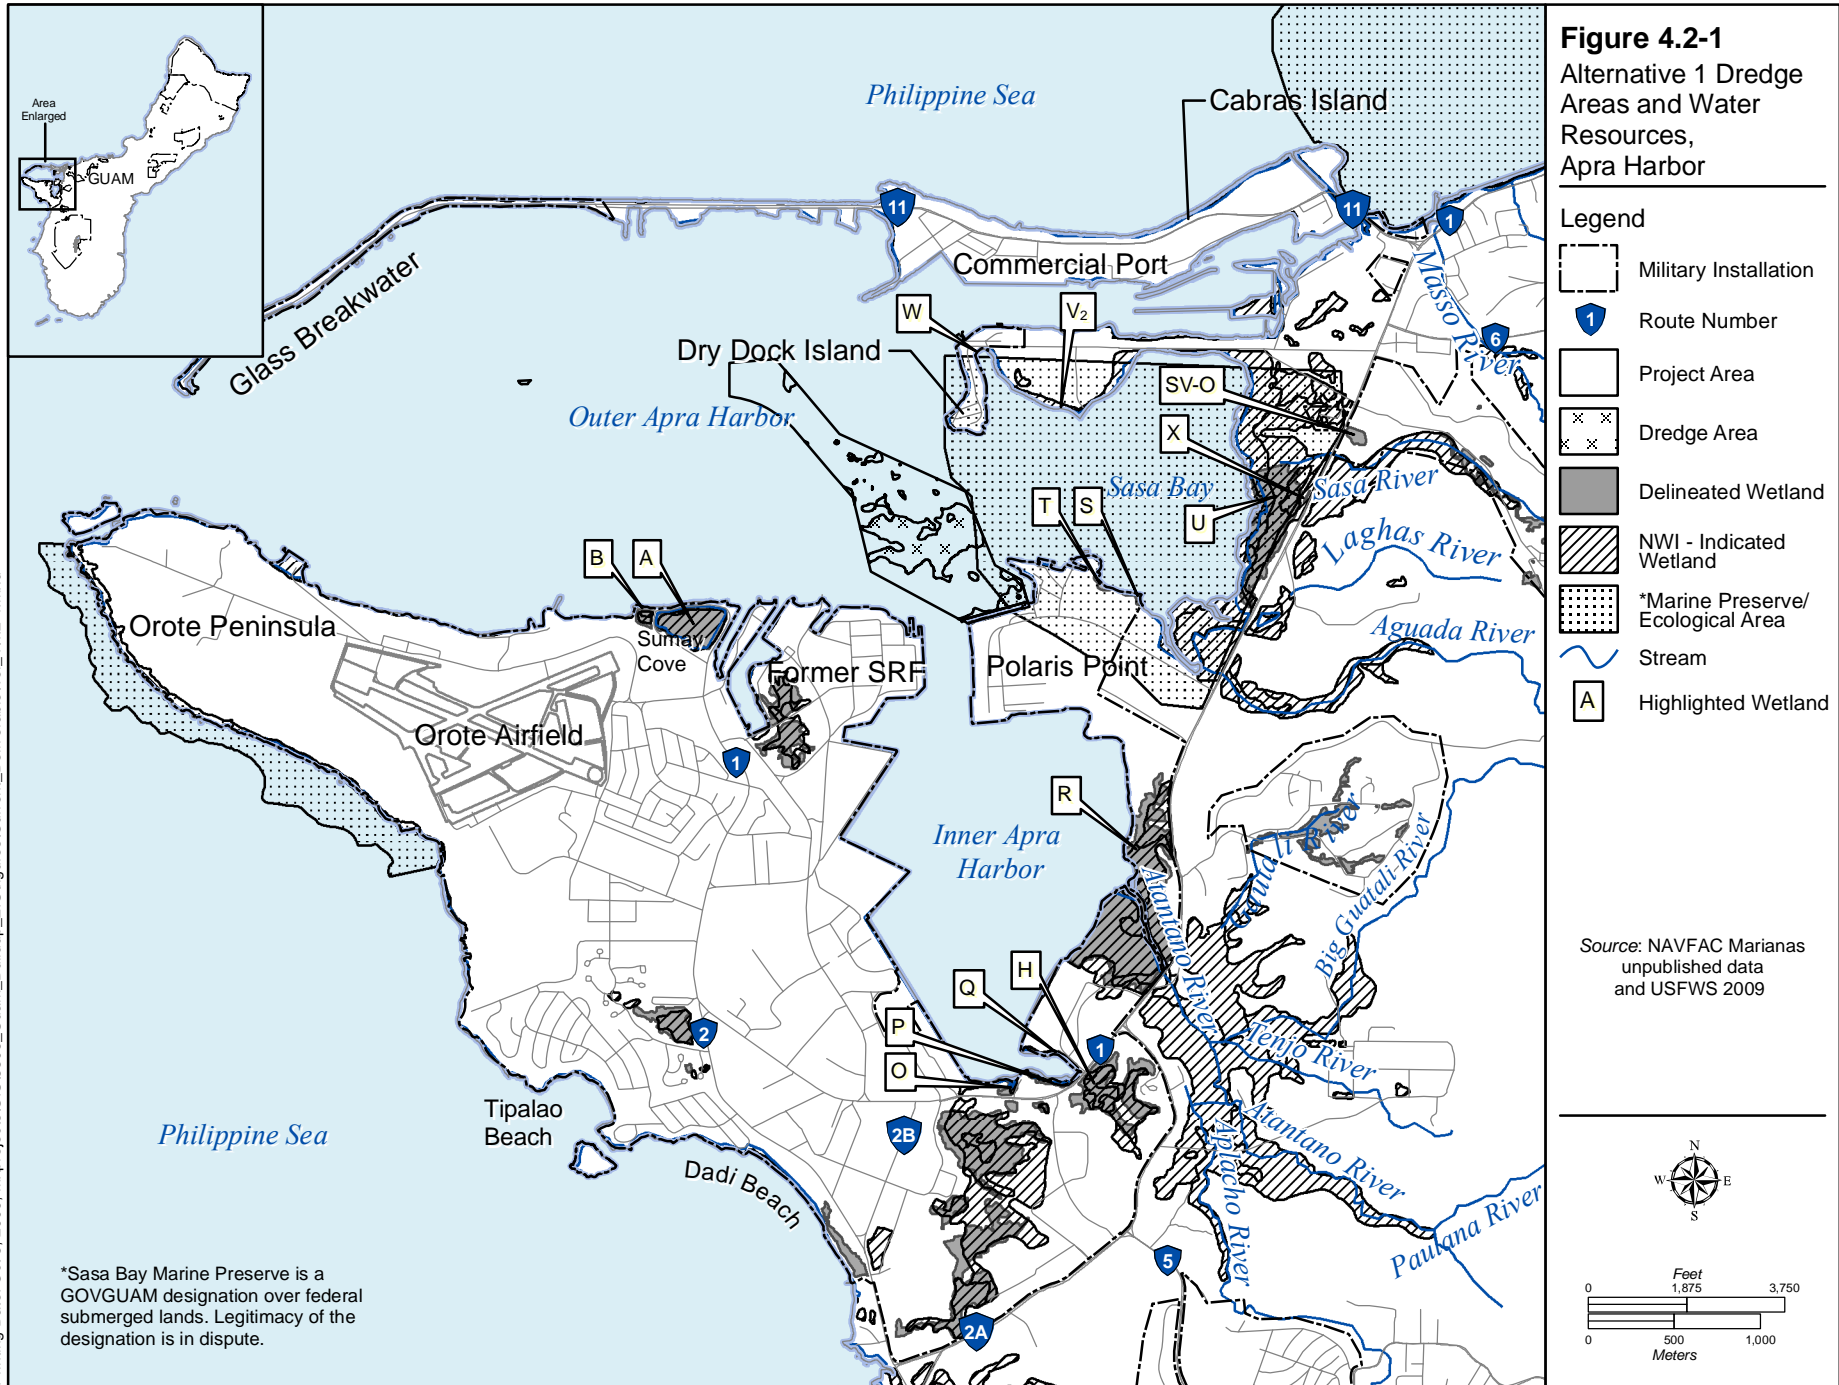 Figure 4.2-1
Alternative 1 Dredge
Areas and Water
Resources,
Apra Harbor
Legend
Military Installation
1
Route Number
Project Area
Dredge Area
Delineated Wetland
NWI - Indicated
Wetland
*Marine Preserve/
Ecological Area
Stream
A
Highlighted Wetland
Source: NAVFAC Marianas
unpublished data
and USFWS 2009
N
W
E
S
Feet
0
1,875
3,750
0
500
1,000
Meters
Area
Enlarged
GUAM
Philippine Sea
Cabras Island
11
11
1
Glass Breakwater
Commercial Port
Masso River
6
W
V2
Dry Dock Island
SV-O
Outer Apra Harbor
X
Sasa Bay
Sasa River
T
S
U
Laghas River
B
A
Orote Peninsula
Sumay
Cove
Aguada River
Former SRF
Polaris Point
Orote Airfield
1
R
Inner Apra
Harbor
Guatali River
Big Guatali-River
Atantano River
H
Q
P
O
2
1
Tenjo River
Tipalao
Beach
2B
Philippine Sea
Dadi Beach
Atantano River
Aplacho River
Paulana River
5
2A
*Sasa Bay Marine Preserve is a
GOVGUAM designation over federal
submerged lands. Legitimacy of the
designation is in dispute.